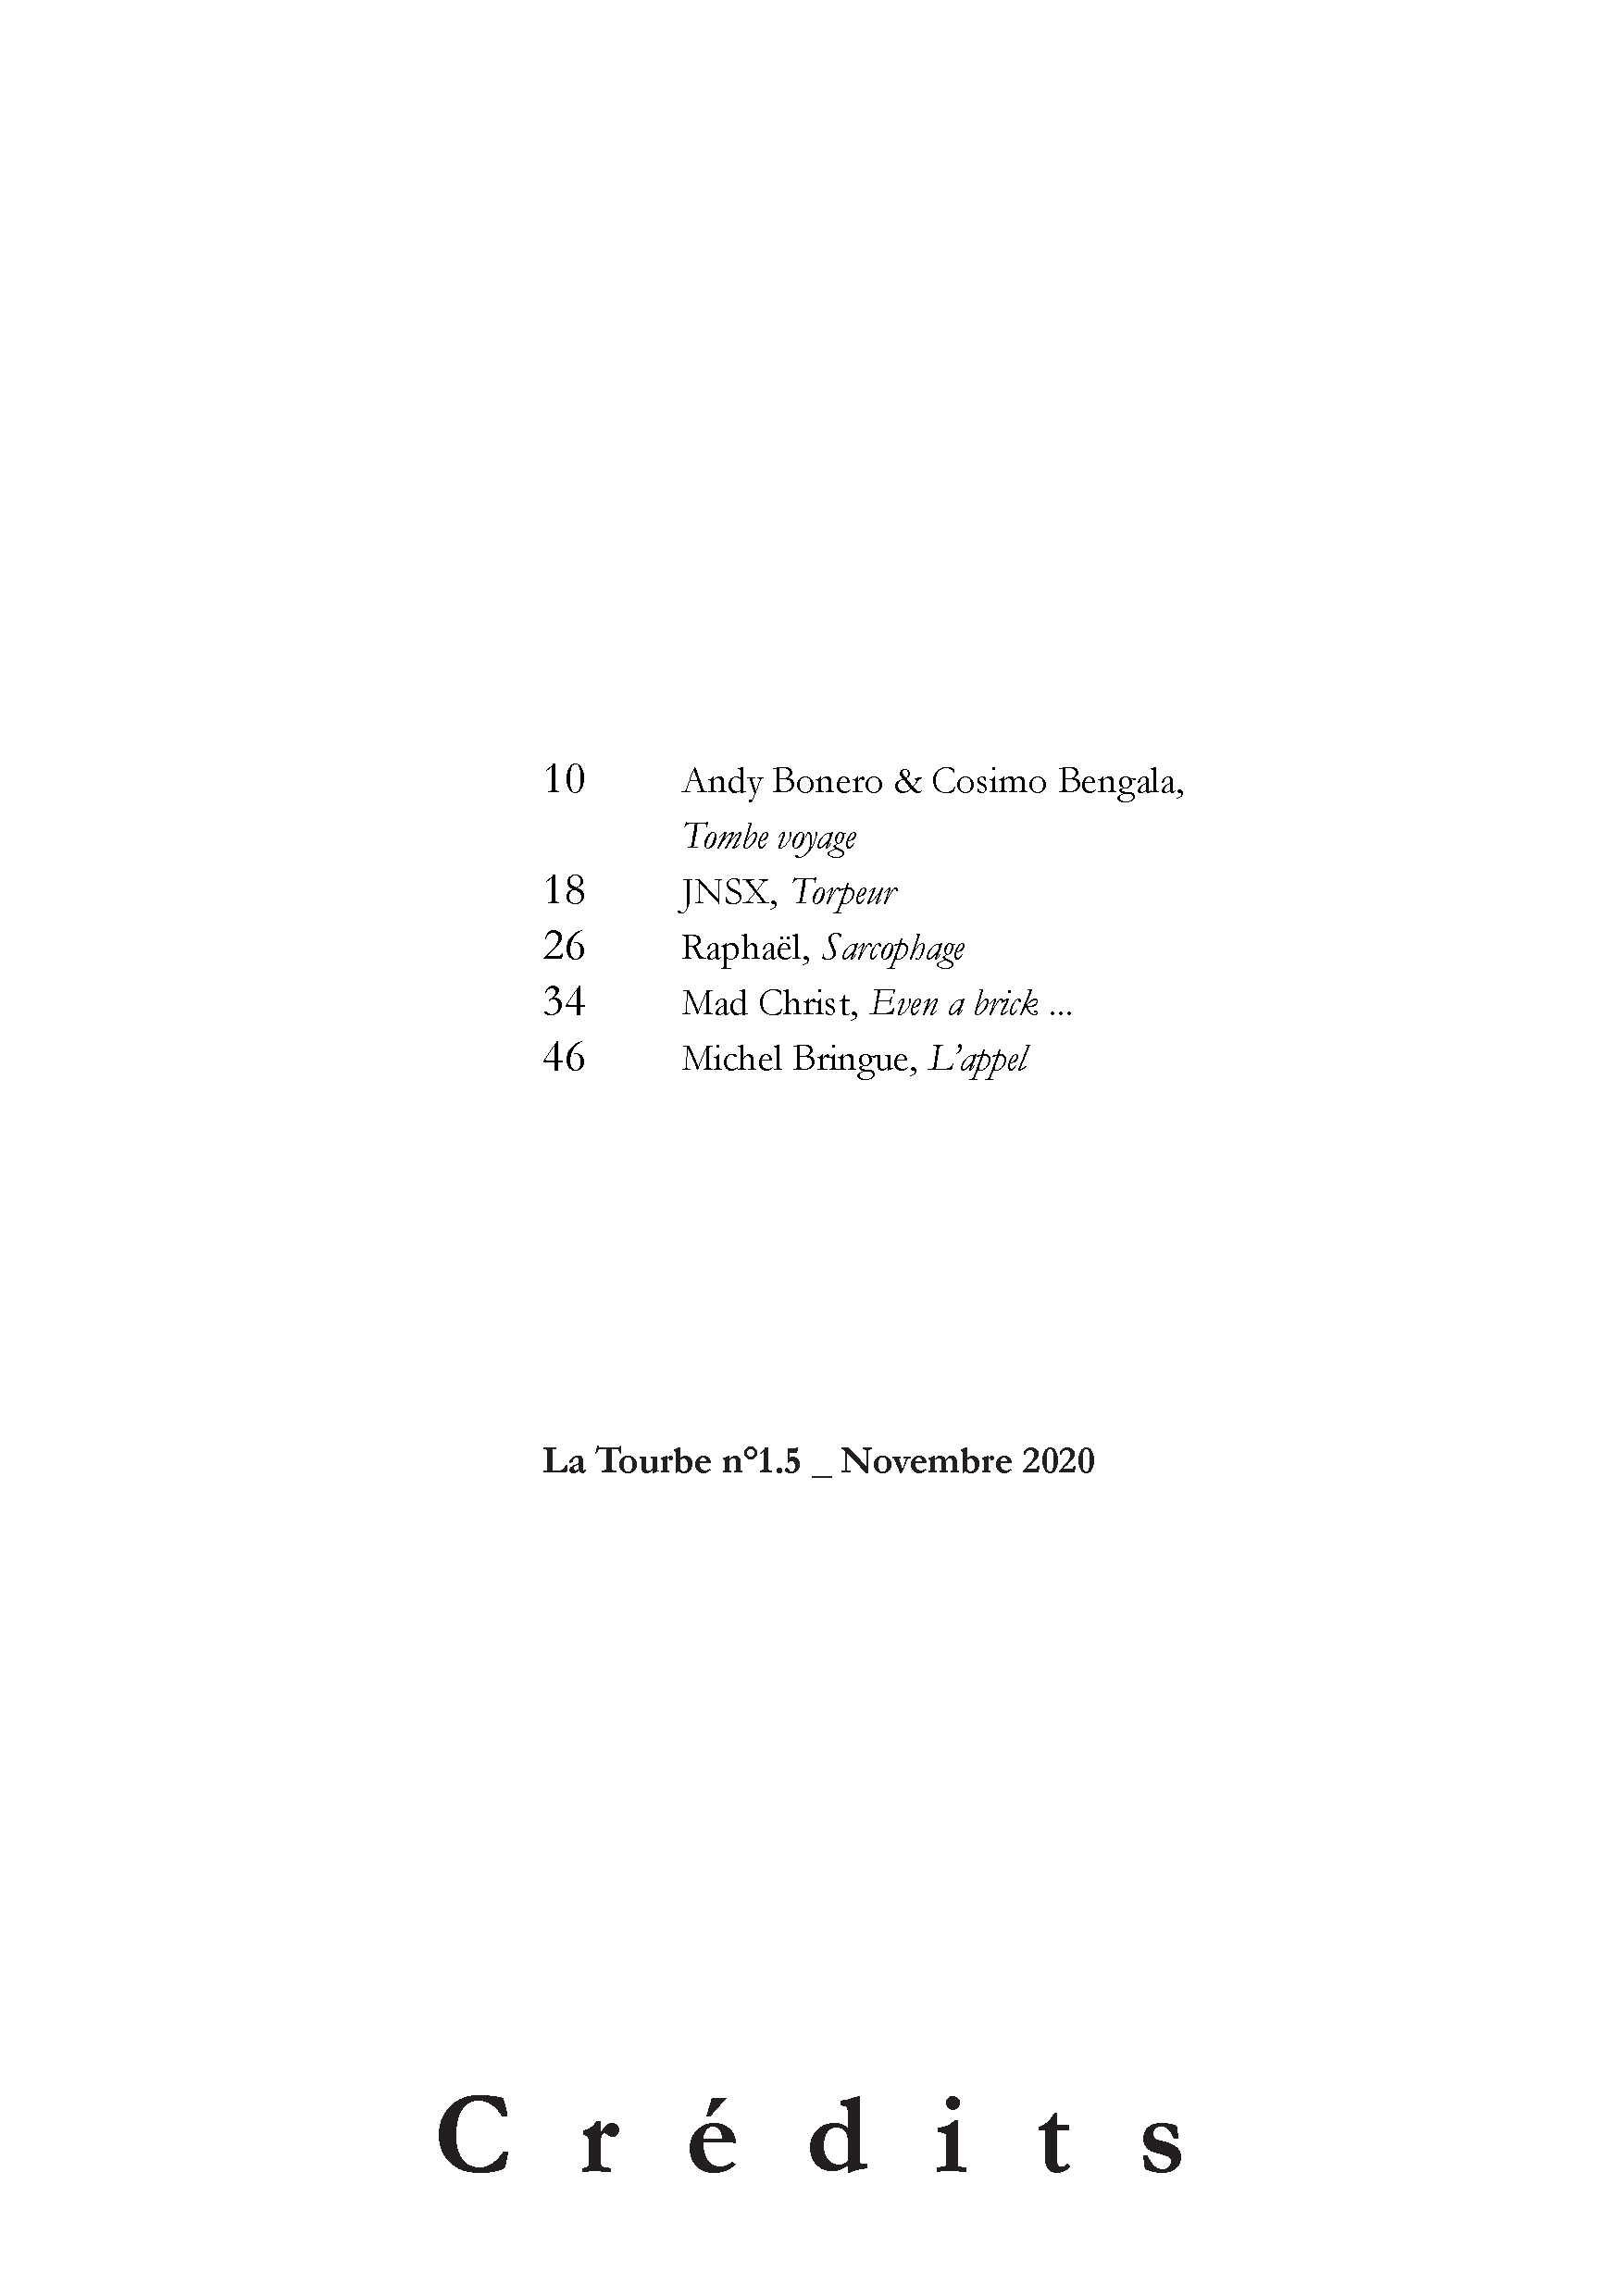 10 Andy Bonero & Cosimo Bengala,
Tombe voyage
18 JNSX, Torpeur
26 Raphaël, Sarcophage
34 Mad Christ, Even a brick ...
46 Michel Bringue, L’appel
La Tourbe n°1.5 _ Novembre 2020
Crédits